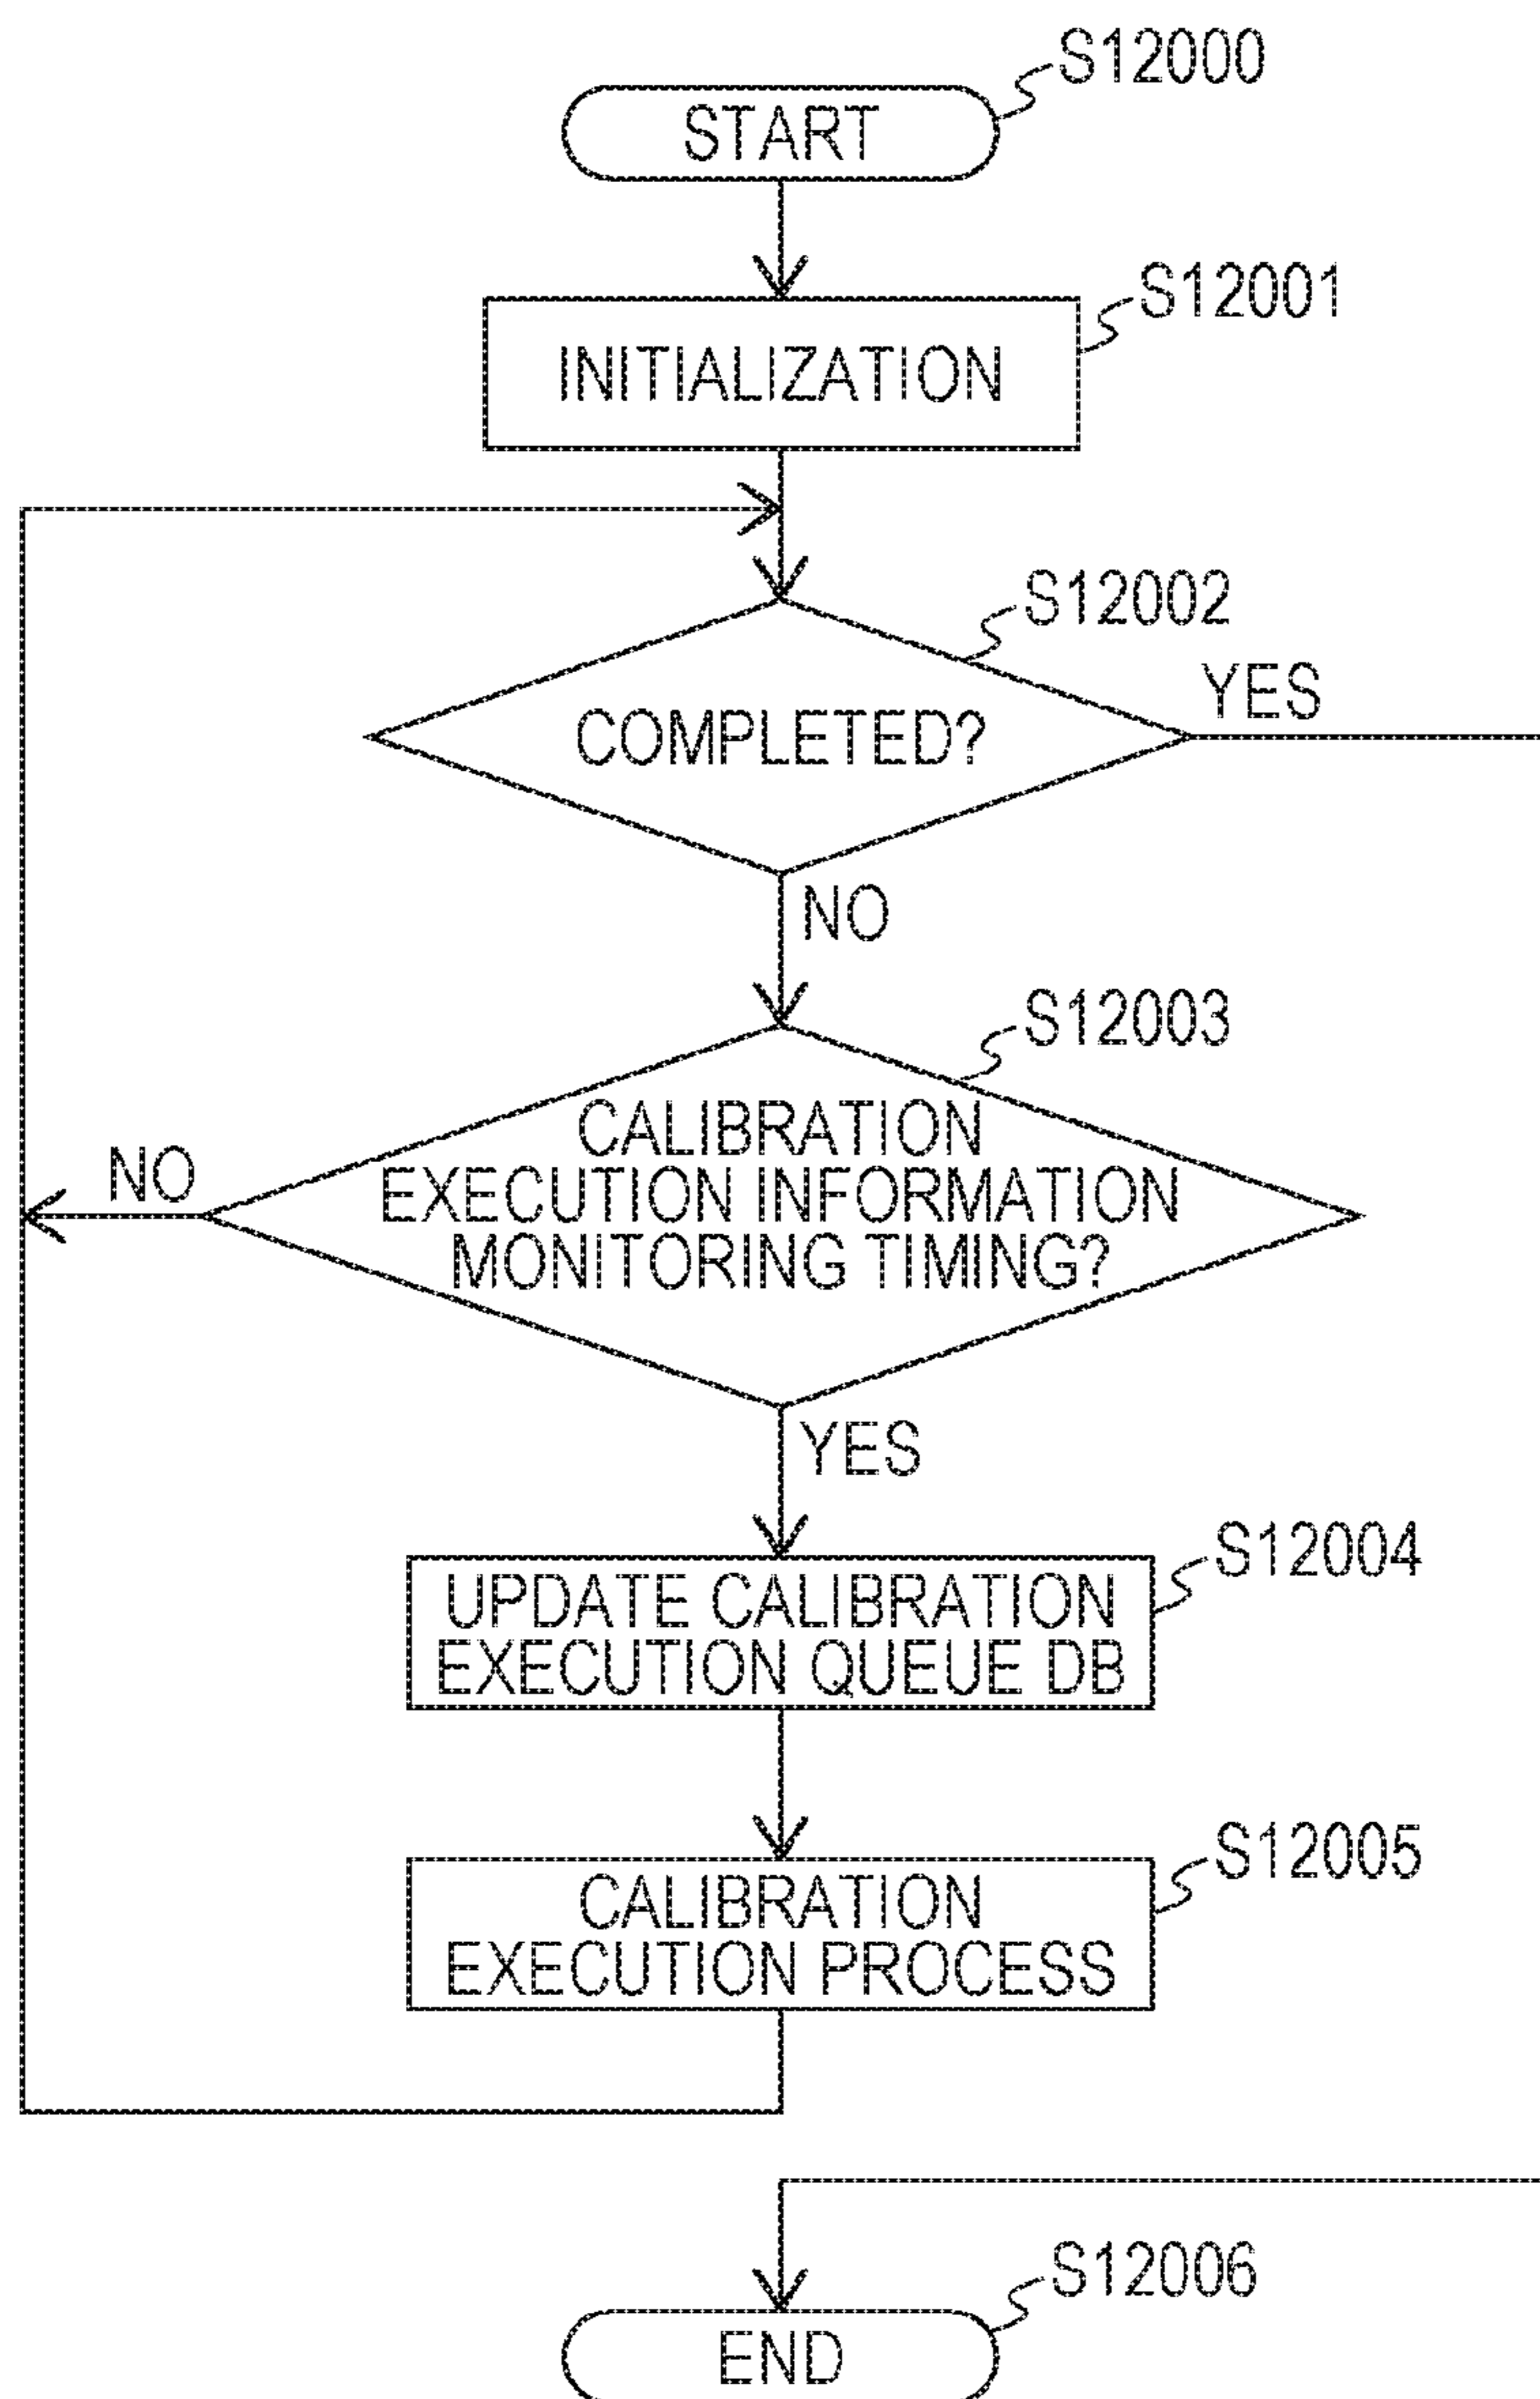 S12000
START
S12001
INITIALIZATION
S12002
COMPLETED?
YES
NO
S12003
CALIBRATION
EXECUTION INFORMATION
MONITORING TIMING?
NO
YES
S12004
UPDATE CALIBRATION
EXECUTION QUEUE DB
S12005
CALIBRATION
EXECUTION PROCESS
S12006
END